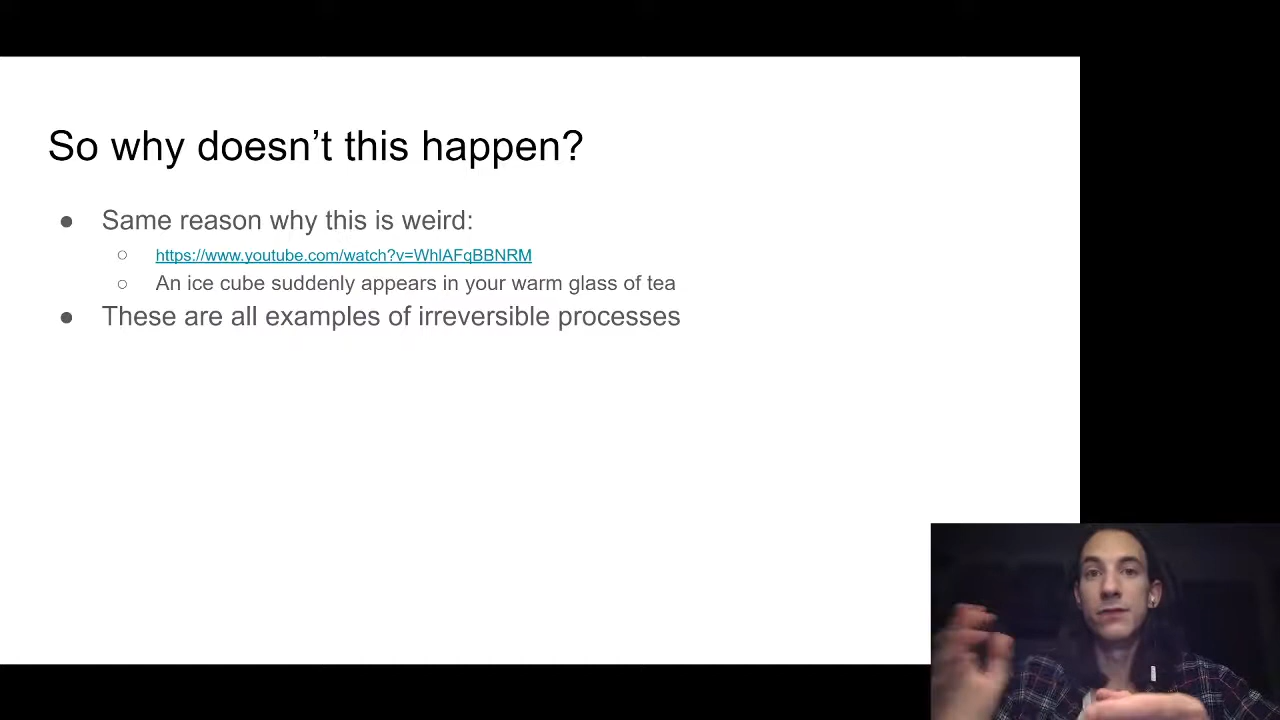 So why doesn’t this happen?
● Same reason why this is weird:
○ https://www.youtube.com/watch?v=WhlAFqBBNRM
○ An ice cube suddenly appears in your warm glass of tea
● These are all examples of irreversible processes